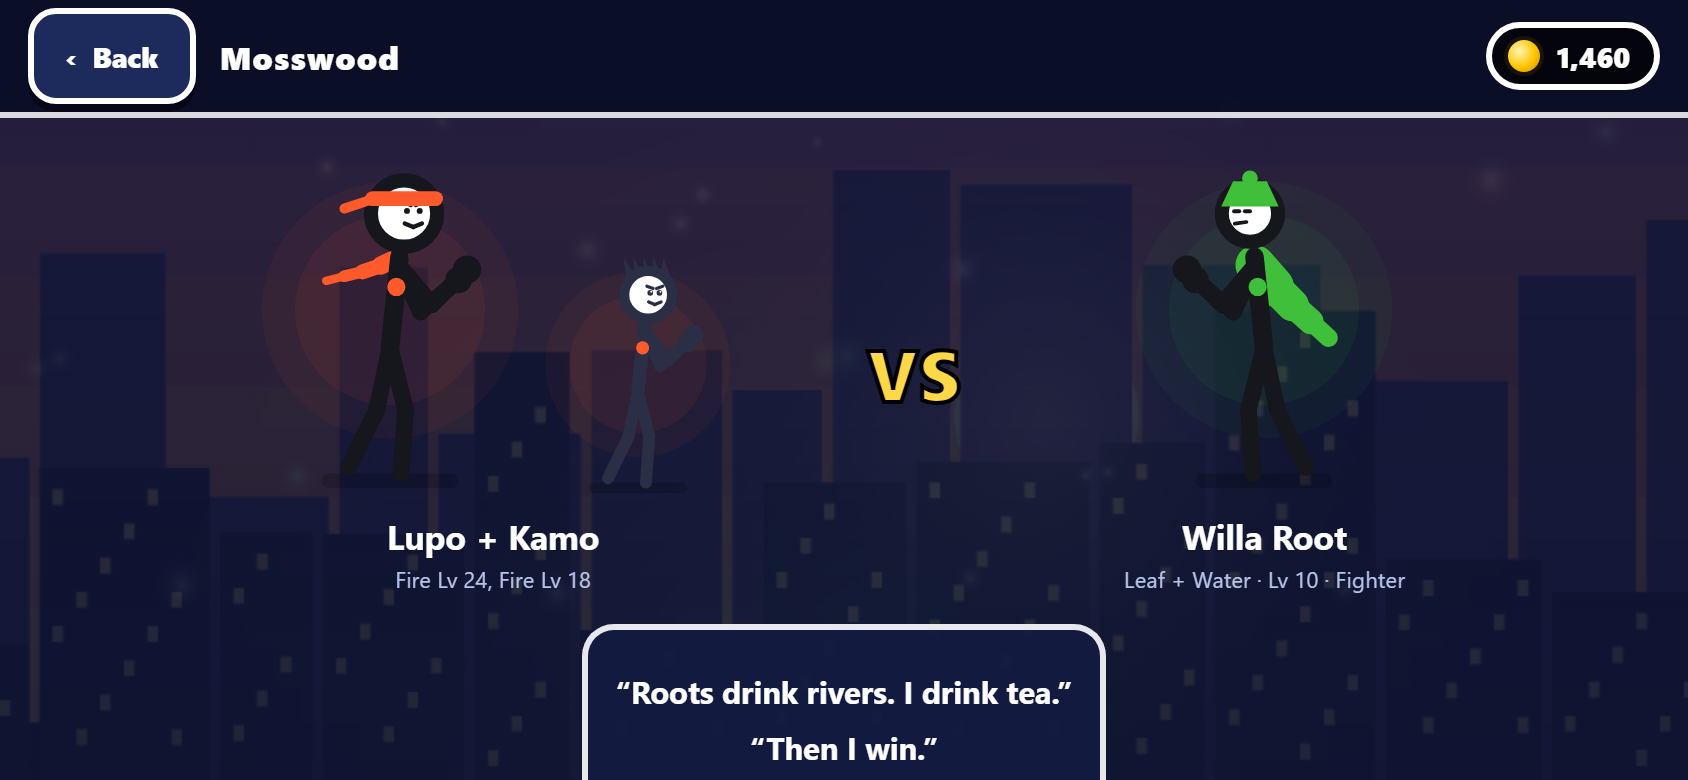 ‹ Back
Mosswood
1,460
VS
Lupo + Kamo
Fire Lv 24, Fire Lv 18
Willa Root
Leaf + Water · Lv 10 · Fighter
“Roots drink rivers. I drink tea.”
“Then I win.”